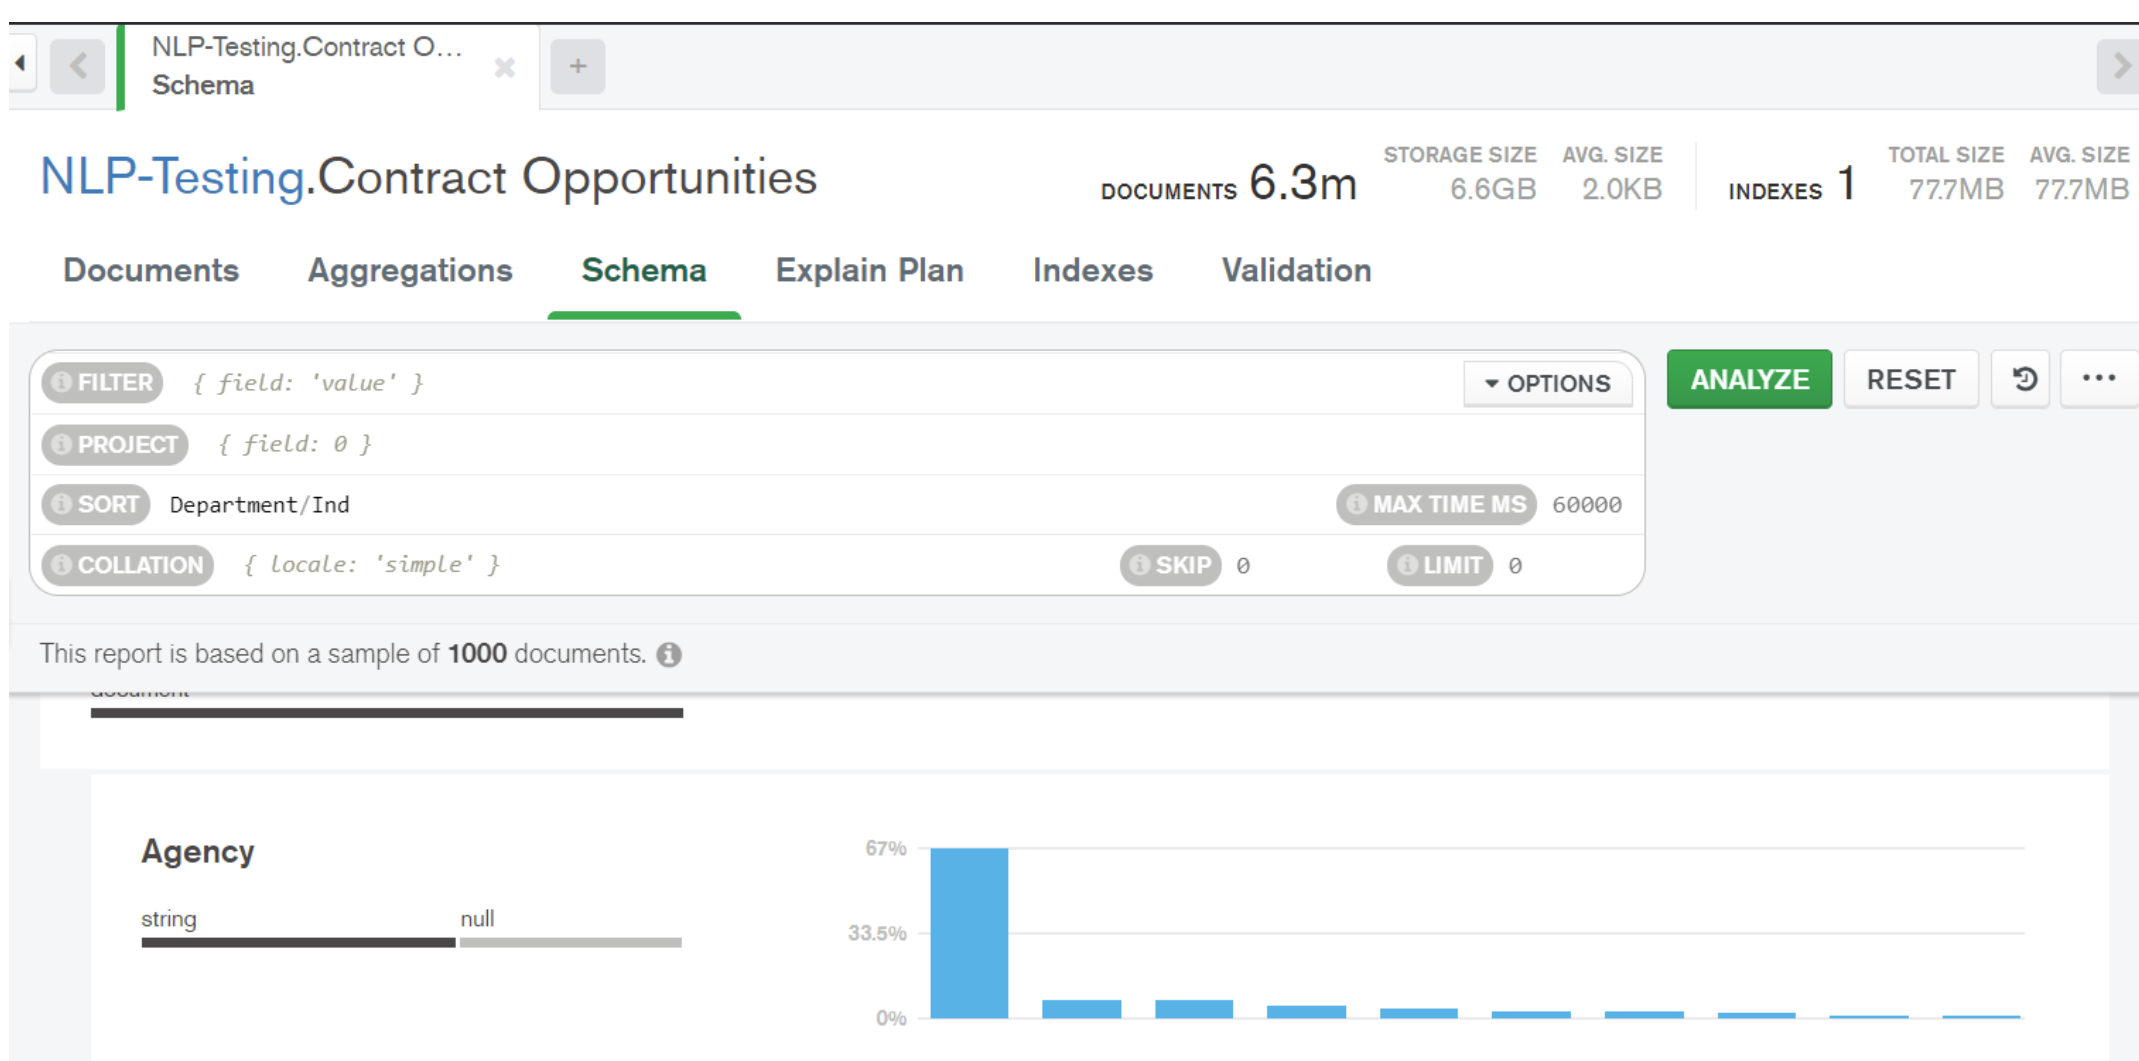 NLP-Testing.Contract O...
Schema
+
NLP-Testing.Contract Opportunities
DOCUMENTS 6.3m
STORAGE SIZE AVG. SIZE
6.6GB 2.0KB
INDEXES 1
TOTAL SIZE AVG. SIZE
77.7MB 77.7MB
Documents Aggregations Schema Explain Plan Indexes Validation
FILTER { field: 'value' } OPTIONS
ANALYZE RESET ...
PROJECT { field: 0 }
SORT Department/Ind MAX TIME MS 60000
COLLATION { locale: 'simple' } SKIP 0 LIMIT 0
This report is based on a sample of 1000 documents.
document
Agency
string null
67%
33.5%
0%